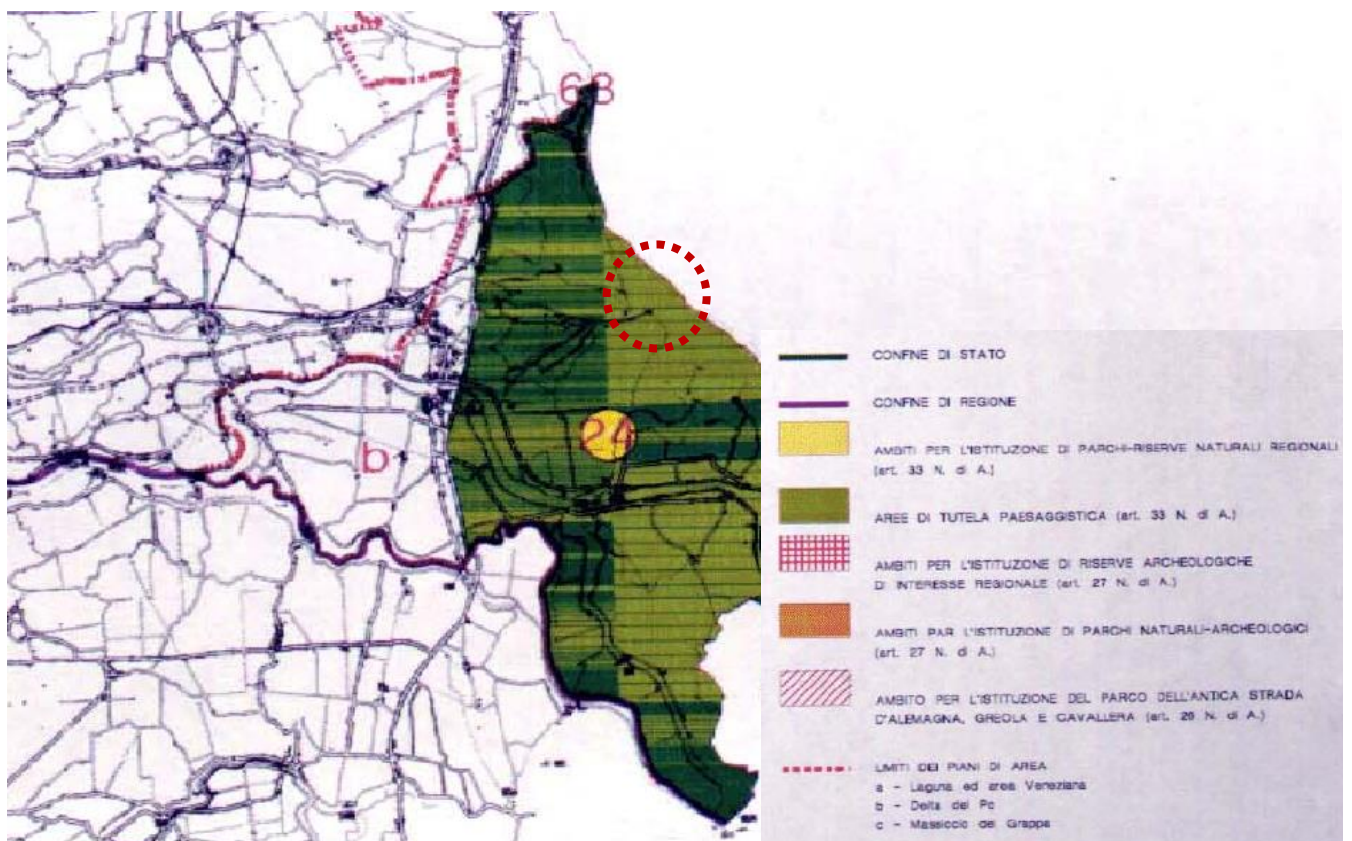 68
24
b
CONFNE DI STATO
CONFNE DI REGIONE
AMBITI PER L'ISTITUZIONE DI PARCHI-RISERVE NATURALI REGIONALI
(art. 33 N. di A.)
AREE DI TUTELA PAESAGGISTICA (art. 33 N. di A.)
AMBITI PER L'ISTITUZIONE DI RISERVE ARCHEOLOGICHE
DI INTERESSE REGIONALE (art. 27 N. di A.)
AMBITI PAR L'ISTITUZIONE DI PARCHI NATURALI-ARCHEOLOGICI
(art. 27 N. di A.)
AMBITO PER L'ISTITUZIONE DEL PARCO DELL'ANTICA STRADA
D'ALEMAGNA, GREOLA E CAVALLERA (art. 26 N. di A.)
LIMITI DEI PIANI DI AREA
a - Laguna ed area Veneziana
b - Delta del Po
c - Massiccio del Grappa